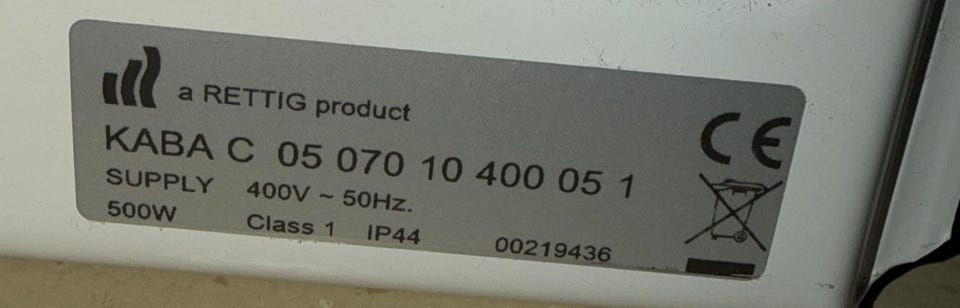 a RETTIG product
KABA C 05 070 10 400 05 1
SUPPLY 400V ~ 50Hz.
500W Class 1 IP44 00219436
CE